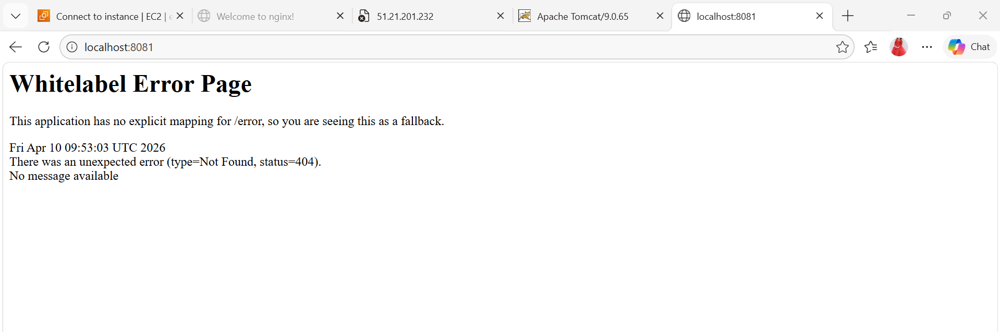 Connect to instance | EC2 |
Welcome to nginx!
51.21.201.232
Apache Tomcat/9.0.65
localhost:8081
localhost:8081
Chat
Whitelabel Error Page
This application has no explicit mapping for /error, so you are seeing this as a fallback.
Fri Apr 10 09:53:03 UTC 2026
There was an unexpected error (type=Not Found, status=404).
No message available